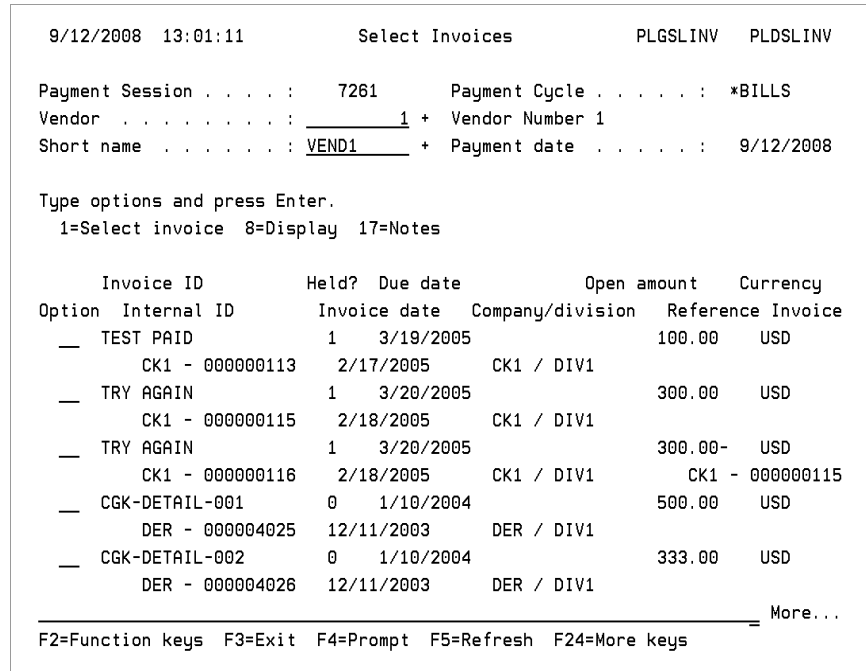 9/12/2008 13:01:11 Select Invoices PLGSLINV PLDSLINV
Payment Session . . . . : 7261 Payment Cycle . . . . . : *BILLS
Vendor . . . . . . . . : 1 + Vendor Number 1
Short name . . . . . . : VEND1 + Payment date . . . . . : 9/12/2008
Type options and press Enter.
1=Select invoice 8=Display 17=Notes
Invoice ID Held? Due date Open amount Currency
Option Internal ID Invoice date Company/division Reference Invoice
__ TEST PAID 1 3/19/2005 100.00 USD
CK1 - 000000113 2/17/2005 CK1 / DIV1
__ TRY AGAIN 1 3/20/2005 300.00 USD
CK1 - 000000115 2/18/2005 CK1 / DIV1
__ TRY AGAIN 1 3/20/2005 300.00- USD
CK1 - 000000116 2/18/2005 CK1 / DIV1 CK1 - 000000115
__ CGK-DETAIL-001 0 1/10/2004 500.00 USD
DER - 000004025 12/11/2003 DER / DIV1
__ CGK-DETAIL-002 0 1/10/2004 333.00 USD
DER - 000004026 12/11/2003 DER / DIV1
More...
F2=Function keys F3=Exit F4=Prompt F5=Refresh F24=More keys